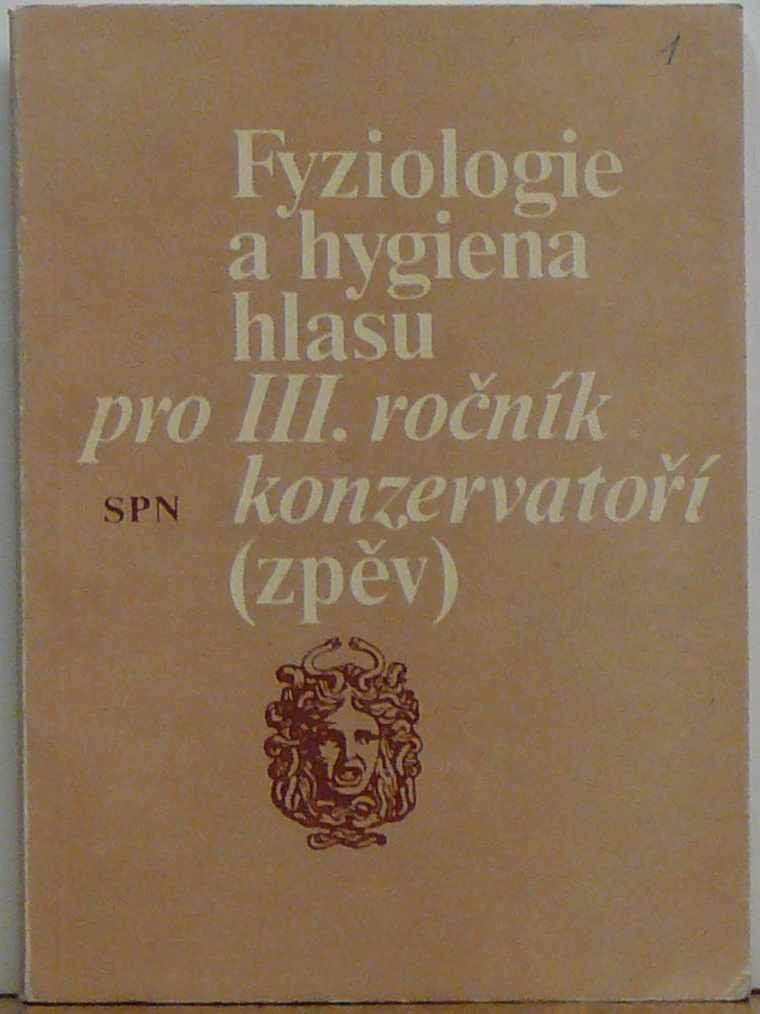 1
Fyziologie
a hygiena
hlasu
pro III. ročník
SPN konzervatoří
(zpěv)